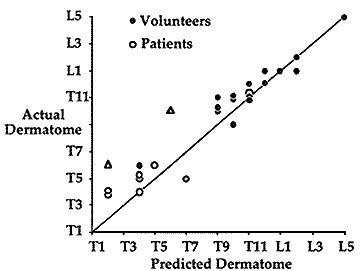 L5
Volunteers
L3
Patients
L1
T11
Actual
Dermatome
T7
T5
T3
T1
T1 T3 T5 T7 T9 T11 L1 L3 L5
Predicted Dermatome